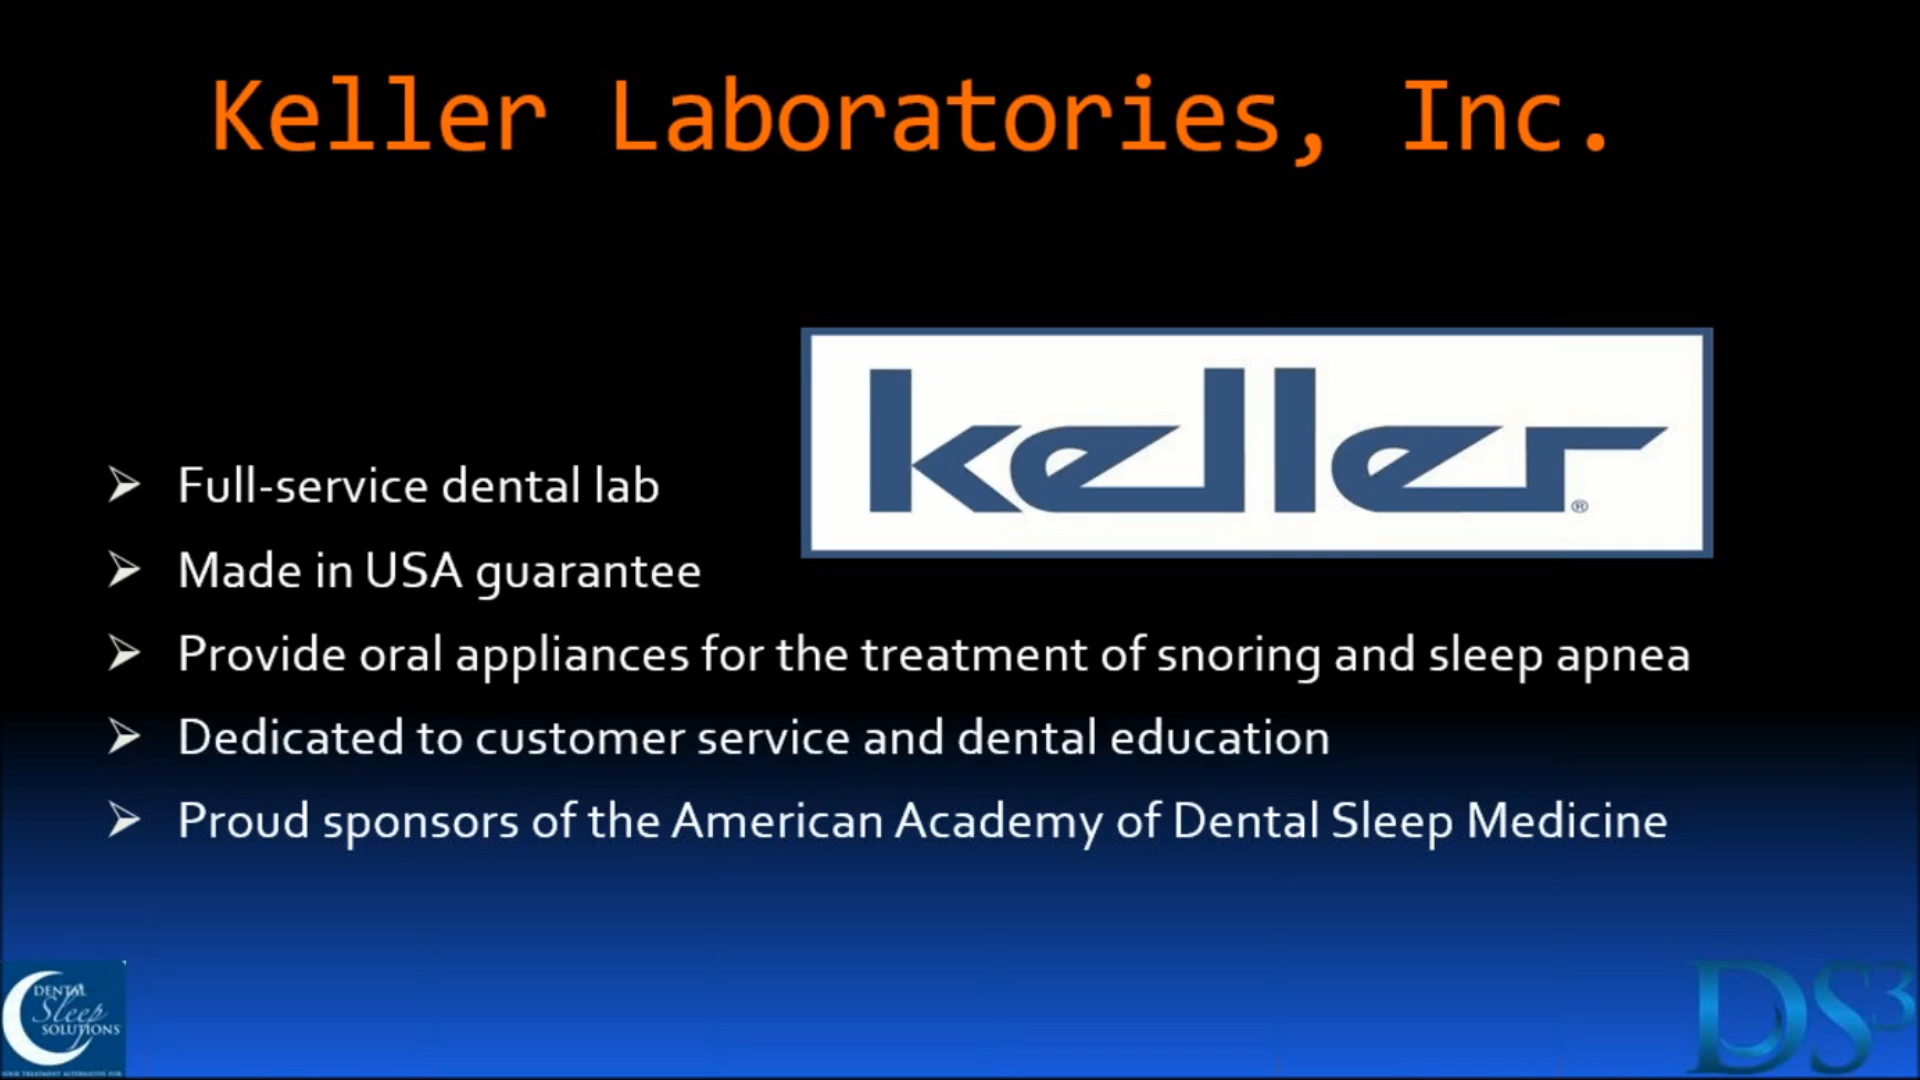 Keller Laboratories, Inc.
keller®
Full-service dental lab
Made in USA guarantee
Provide oral appliances for the treatment of snoring and sleep apnea
Dedicated to customer service and dental education
Proud sponsors of the American Academy of Dental Sleep Medicine
DENTAL
Sleep
SOLUTIONS
DS3